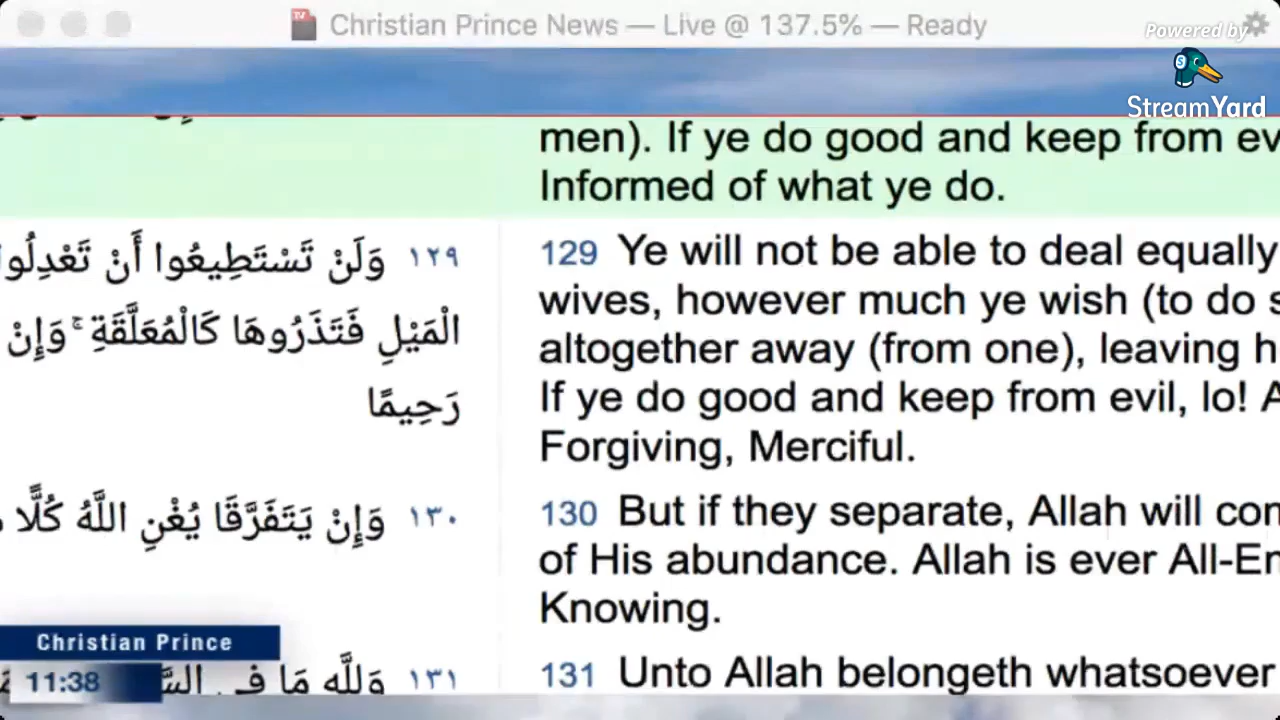 Christian Prince News — Live @ 137.5% — Ready
Powered by
StreamYard
men). If ye do good and keep from ev
Informed of what ye do.
١٢٩ وَلَنْ تَسْتَطِيعُوا أَنْ تَعْدِلُوا
129 Ye will not be able to deal equally
الْمَيْلِ فَتَذَرُوهَا كَالْمُعَلَّقَةِ ۚ وَإِنْ
wives, however much ye wish (to do s
altogether away (from one), leaving h
رَحِيمًا
If ye do good and keep from evil, lo! A
Forgiving, Merciful.
١٣٠ وَإِنْ يَتَفَرَّقَا يُغْنِ اللَّهُ كُلًّا
130 But if they separate, Allah will com
of His abundance. Allah is ever All-Em
Knowing.
Christian Prince
11:38
١٣١ وَلِلَّهِ مَا فِي
131 Unto Allah belongeth whatsoever